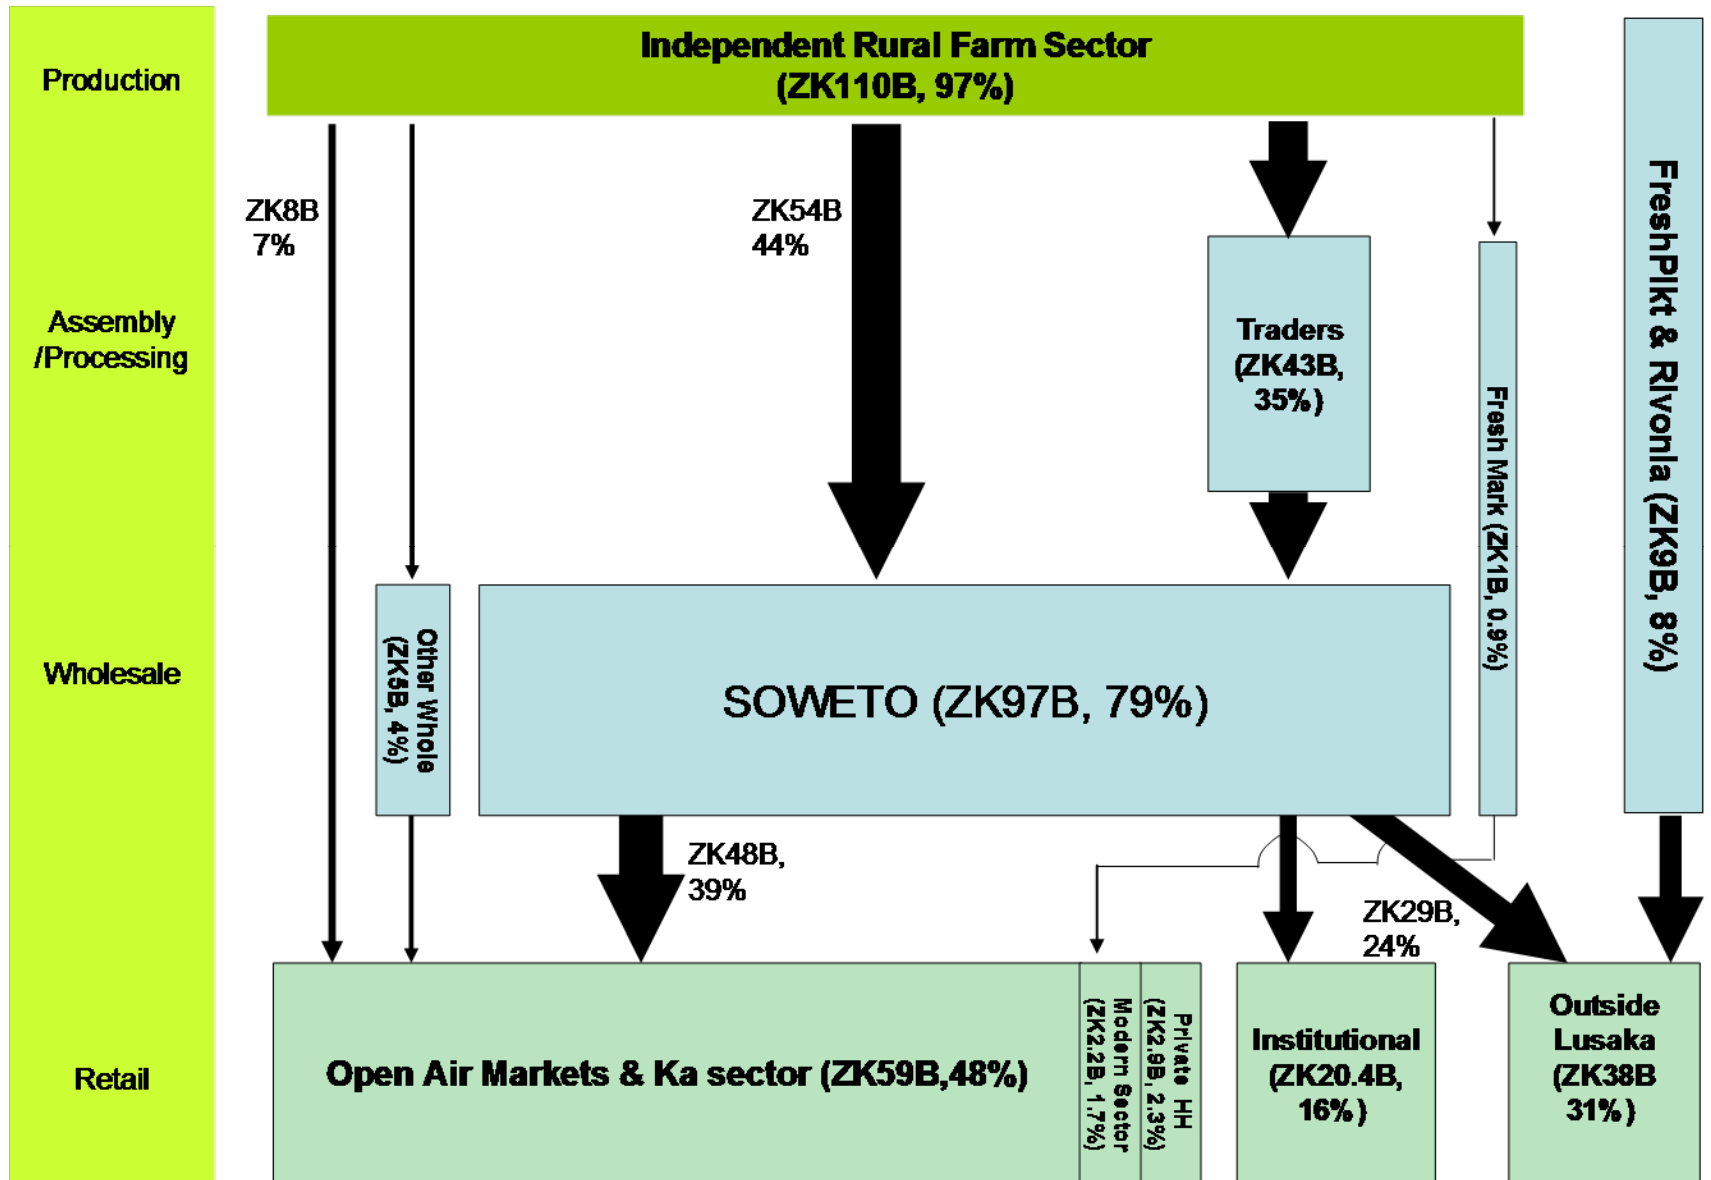 Independent Rural Farm Sector
(ZK110B, 97%)
Production
ZK8B
7%
ZK54B
44%
Assembly
/Processing
Traders
(ZK43B,
35%)
Fresh Mark (ZK1B, 0.9%)
FreshPikt & Rivonia (ZK9B, 8%)
Wholesale
Other Whole
(ZK5B, 4%)
SOWETO (ZK97B, 79%)
ZK48B,
39%
ZK29B,
24%
Retail
Open Air Markets & Ka sector (ZK59B,48%)
Modern Sector
(ZK2.2B, 1.7%)
Private HH
(ZK2.9B, 2.3%)
Institutional
(ZK20.4B,
16%)
Outside
Lusaka
(ZK38B
31%)